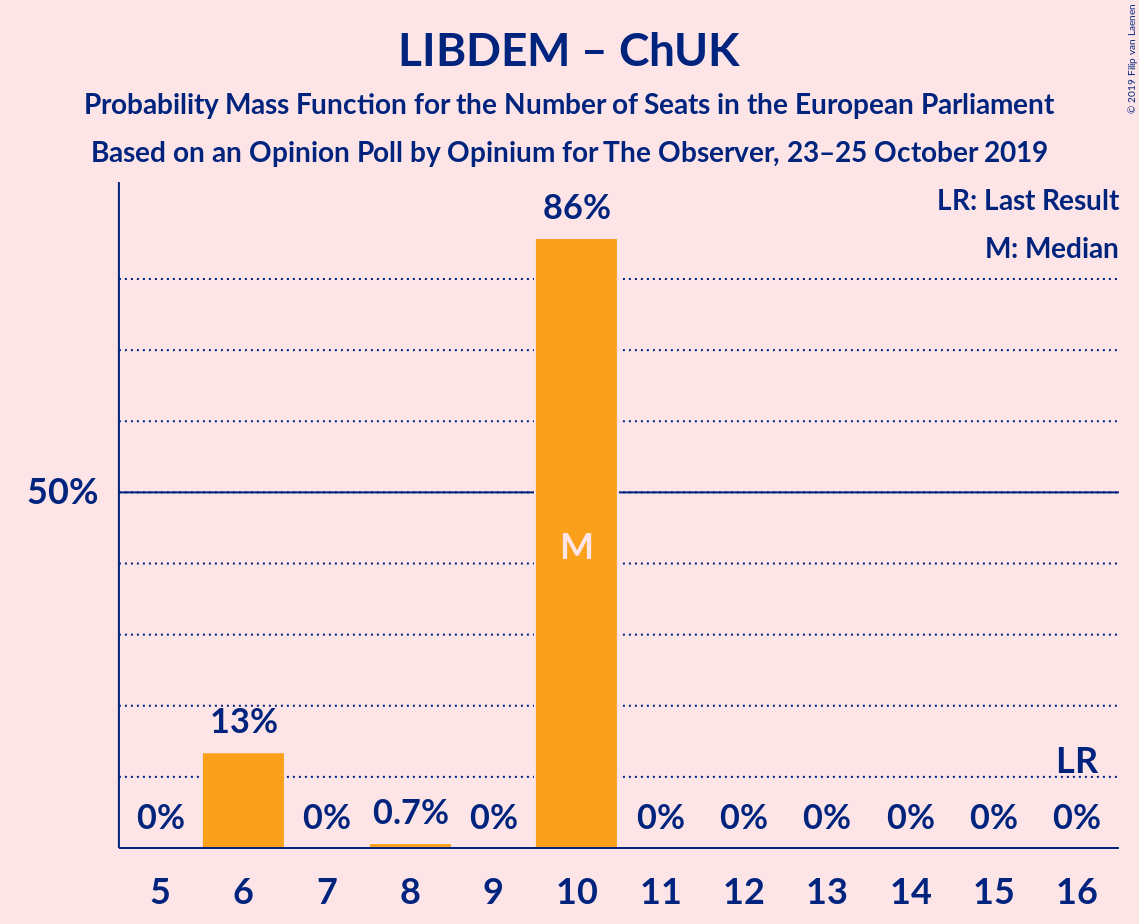 LIBDEM – ChUK
Probability Mass Function for the Number of Seats in the European Parliament
Based on an Opinion Poll by Opinium for The Observer, 23–25 October 2019
© 2019 Filip van Laenen
LR: Last Result
M: Median
86%
50%
M
13%
LR
0%
0%
0.7%
0%
0%
0%
0%
0%
0%
0%
5 6 7 8 9 10 11 12 13 14 15 16